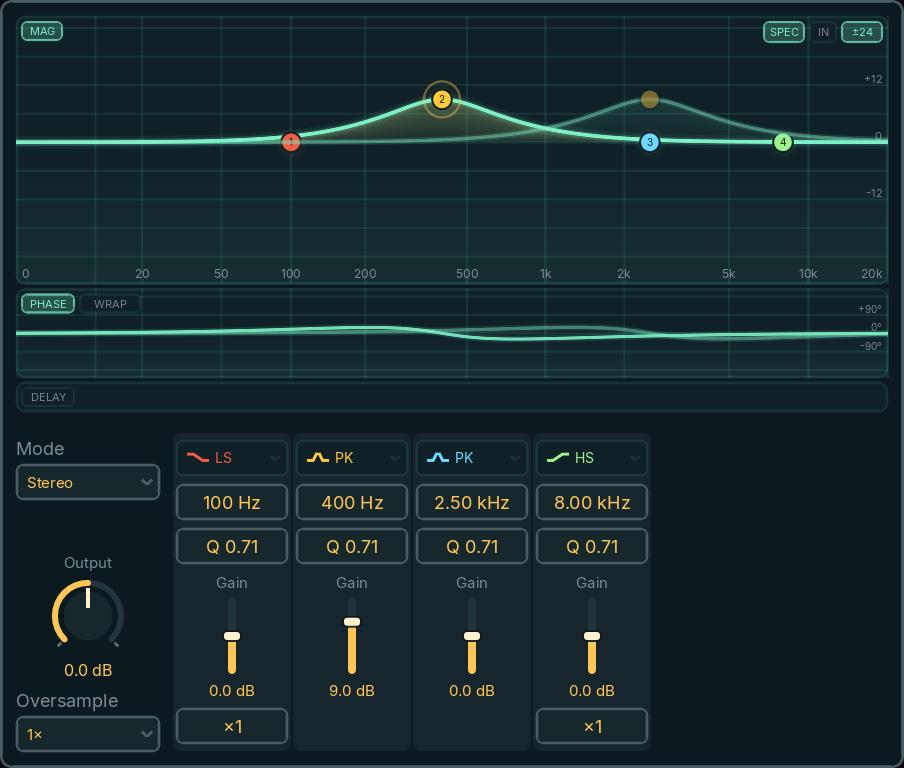 MAG SPEC IN ±24
+12
2
1 3 4 0
-12
0 20 50 100 200 500 1k 2k 5k 10k 20k
PHASE WRAP +90°
0°
-90°
DELAY
Mode
Stereo
Output
0.0 dB
Oversample
1×
LS PK PK HS
100 Hz 400 Hz 2.50 kHz 8.00 kHz
Q 0.71 Q 0.71 Q 0.71 Q 0.71
Gain Gain Gain Gain
0.0 dB 9.0 dB 0.0 dB 0.0 dB
×1 ×1